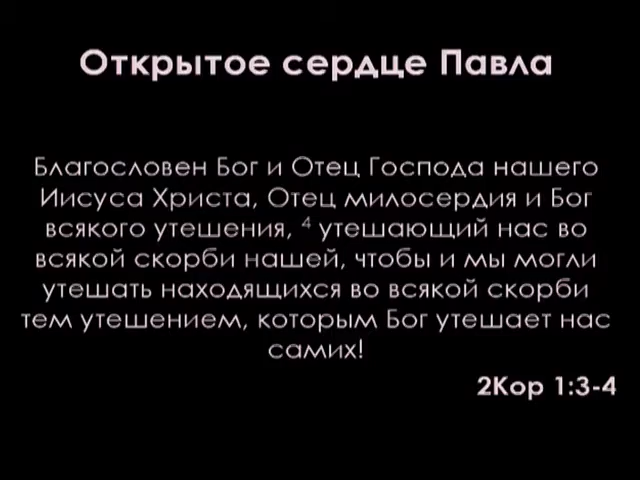 Открытое сердце Павла
Благословен Бог и Отец Господа нашего
Иисуса Христа, Отец милосердия и Бог
всякого утешения, ⁴ утешающий нас во
всякой скорби нашей, чтобы и мы могли
утешать находящихся во всякой скорби
тем утешением, которым Бог утешает нас
самих!
2Кор 1:3-4